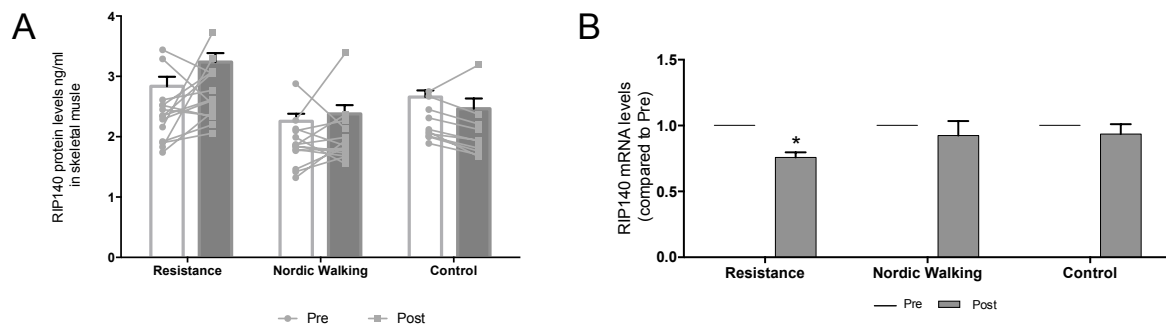 A
RIP140 protein levels ng/ml
in skeletal musle
4
3
2
1
0
Resistance
Nordic Walking
Control
Pre
Post
B
RIP140 mRNA levels
(compared to Pre)
1.5
1.0
0.5
0.0
*
Resistance
Nordic Walking
Control
Pre
Post